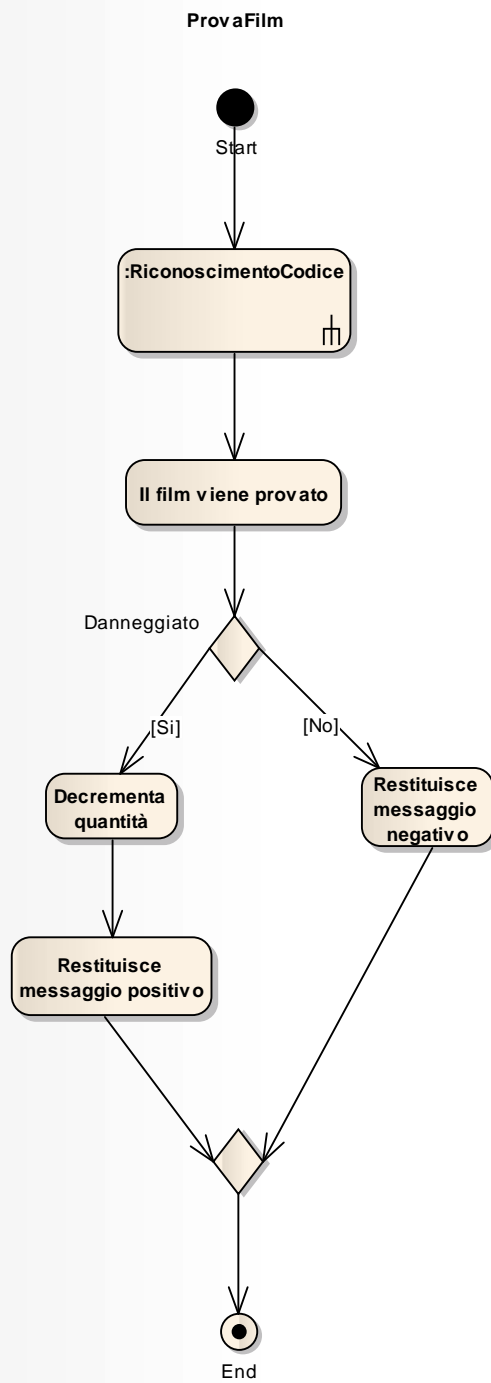 ProvaFilm
Start
:RiconoscimentoCodice
Il film viene provato
Danneggiato
[Si]
[No]
Decrementa
quantità
Restituisce
messaggio
negativo
Restituisce
messaggio positivo
End